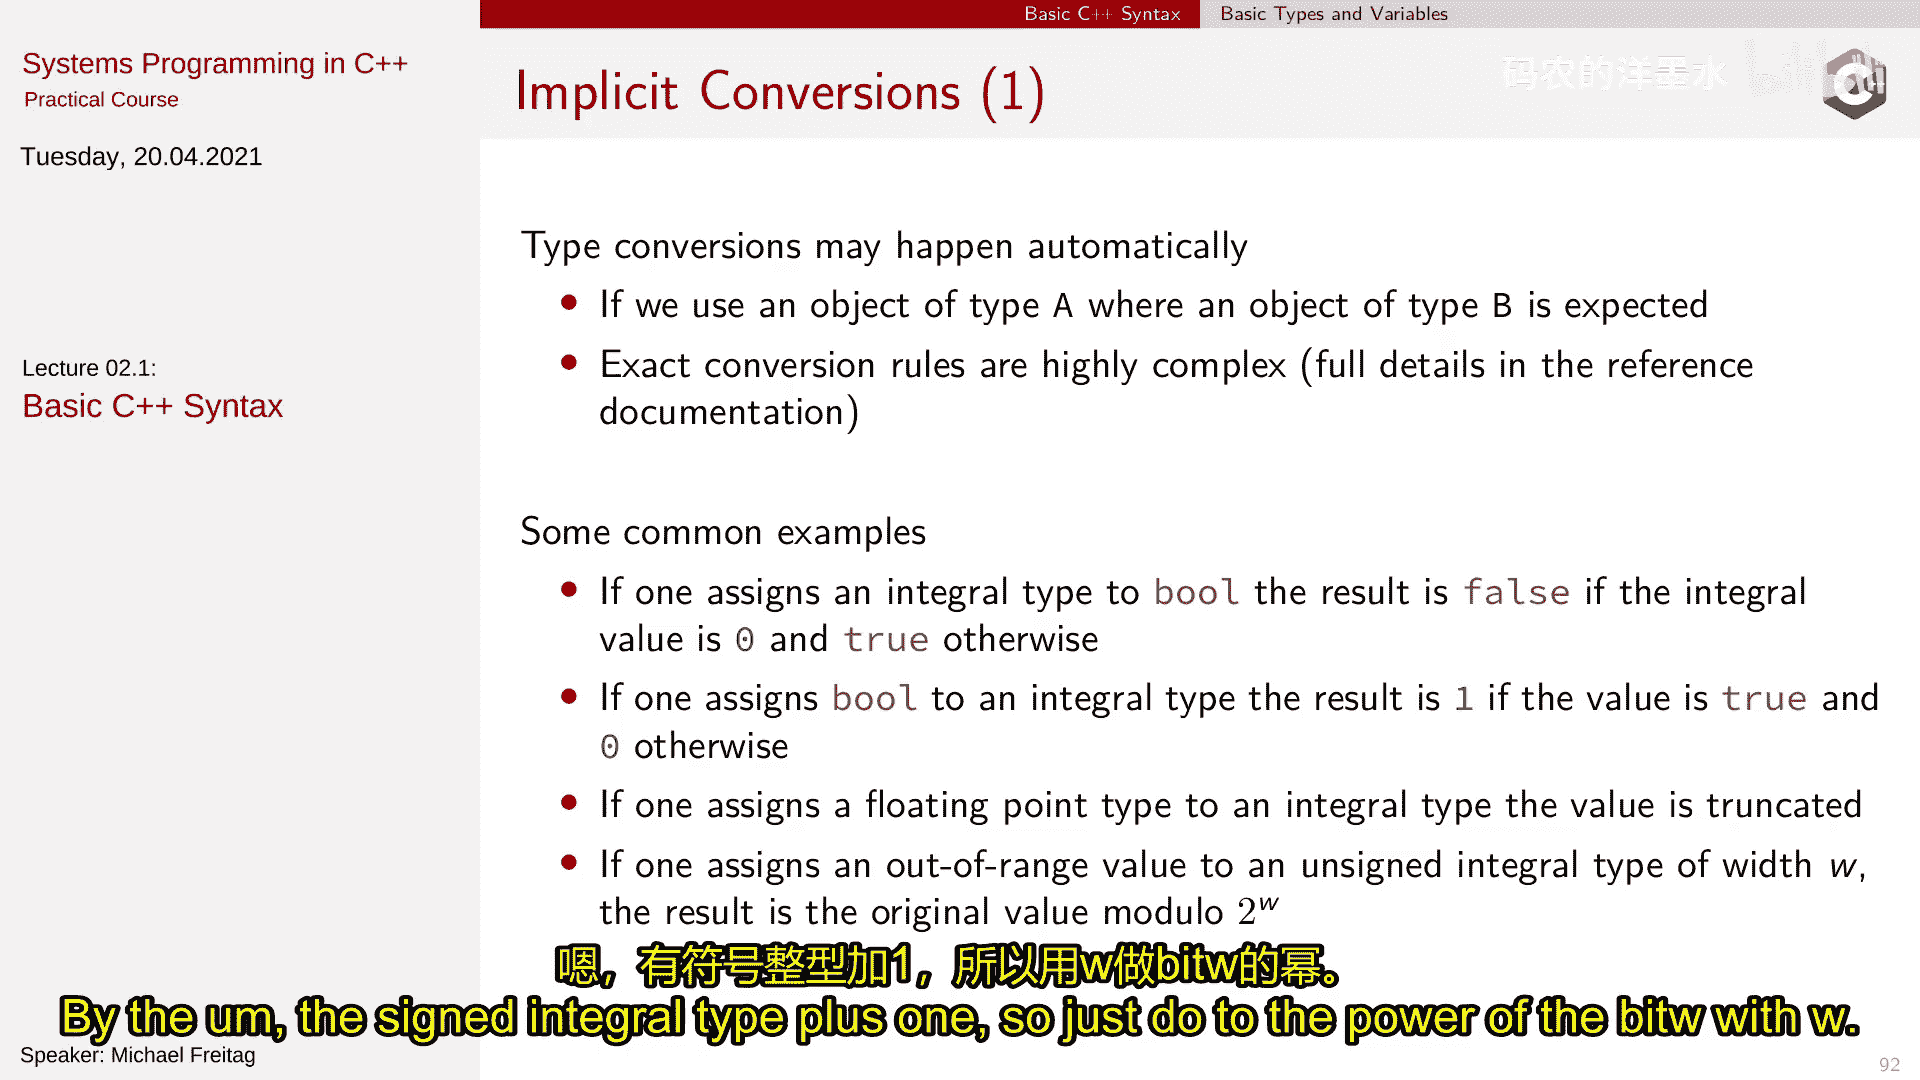 Basic C++ Syntax Basic Types and Variables
Systems Programming in C++
Practical Course
Tuesday, 20.04.2021
Lecture 02.1:
Basic C++ Syntax
Speaker: Michael Freitag
Implicit Conversions (1)
码农的洋墨水
Type conversions may happen automatically
• If we use an object of type A where an object of type B is expected
• Exact conversion rules are highly complex (full details in the reference
documentation)
Some common examples
• If one assigns an integral type to bool the result is false if the integral
value is 0 and true otherwise
• If one assigns bool to an integral type the result is 1 if the value is true and
0 otherwise
• If one assigns a floating point type to an integral type the value is truncated
• If one assigns an out-of-range value to an unsigned integral type of width w,
the result is the original value modulo 2^w
嗯，有符号整型加1，所以用w做bitw的幂。
By the um, the signed integral type plus one, so just do to the power of the bitw with w.
92